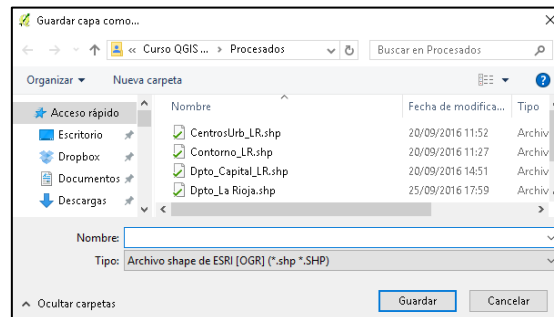 Guardar capa como...
« Curso QGIS ... > Procesados
Buscar en Procesados
Organizar
Nueva carpeta
Acceso rápido
Escritorio
Dropbox
Documentos
Descargas
Nombre Fecha de modifica... Tipo
CentrosUrb_LR.shp 20/09/2016 11:52 Archiv
Contorno_LR.shp 20/09/2016 11:27 Archiv
Dpto_Capital_LR.shp 20/09/2016 14:51 Archiv
Dpto_La Rioja.shp 25/09/2016 17:59 Archiv
Nombre:
Tipo: Archivo shape de ESRI [OGR] (*.shp *.SHP)
Ocultar carpetas
Guardar
Cancelar